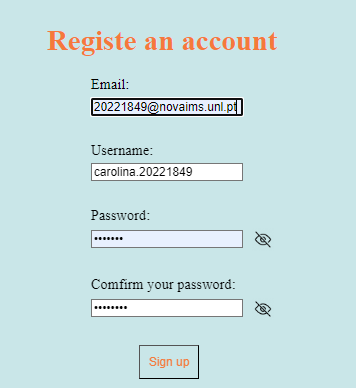 Registe an account
Email:
20221849@novaims.unl.pt
Username:
carolina.20221849
Password:
•••••••
Comfirm your password:
••••••••
Sign up